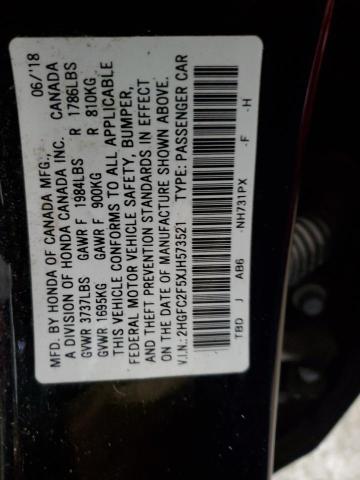 MFD. BY HONDA OF CANADA MFG., 06/'18
A DIVISION OF HONDA CANADA INC. CANADA
GVWR 3737LBS GAWR F 1984LBS R 1786LBS
GVWR 1695KG GAWR F 900KG R 810KG
THIS VEHICLE CONFORMS TO ALL APPLICABLE
FEDERAL MOTOR VEHICLE SAFETY, BUMPER,
AND THEFT PREVENTION STANDARDS IN EFFECT
ON THE DATE OF MANUFACTURE SHOWN ABOVE.
V.I.N.: 2HGFC2F5XJH573521 TYPE: PASSENGER CAR
TBD J AB6 -NH731PX -F -H